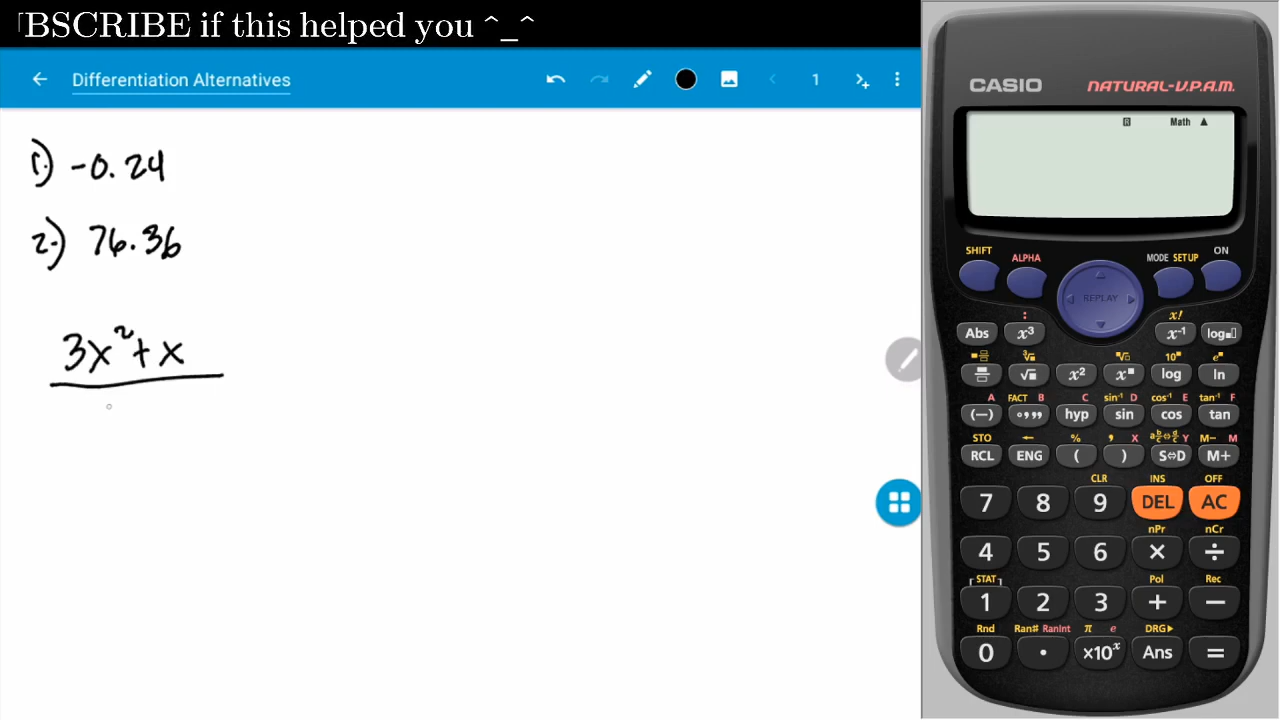 BSCRIBE if this helped you ^_^
Differentiation Alternatives
1
1.) -0.24
2.) 76.36
3x²+x
CASIO NATURAL-V.P.A.M.
R Math ▲
SHIFT ALPHA REPLAY MODE SETUP ON
: x!
Abs x³ x⁻¹ log
³√ ˣ√ 10 e
√ x² x log ln
A FACT B C sin⁻¹ D cos⁻¹ E tan⁻¹ F
(−) °,,, hyp sin cos tan
STO ← % , X a b/c⇔d/c Y M− M
RCL ENG ( ) S⇔D M+
CLR INS OFF
7 8 9 DEL AC
nPr nCr
4 5 6 × ÷
STAT Pol Rec
1 2 3 + −
Rnd Ran# RanInt π e DRG▶
0 . ×10ˣ Ans =